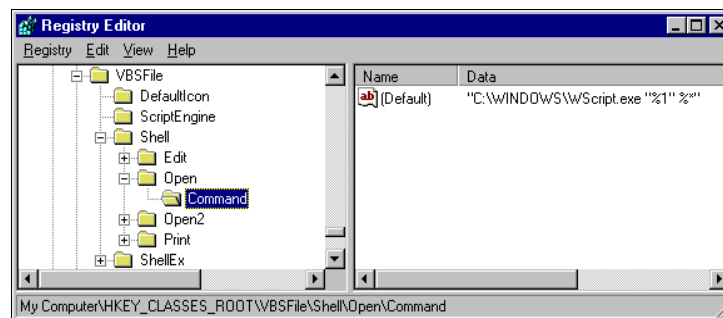 Registry Editor
Registry Edit View Help
VBSFile
DefaultIcon
ScriptEngine
Shell
Edit
Open
Command
Open2
Print
ShellEx
Name Data
ab (Default) "C:\WINDOWS\WScript.exe "%1" %*"
My Computer\HKEY_CLASSES_ROOT\VBSFile\Shell\Open\Command